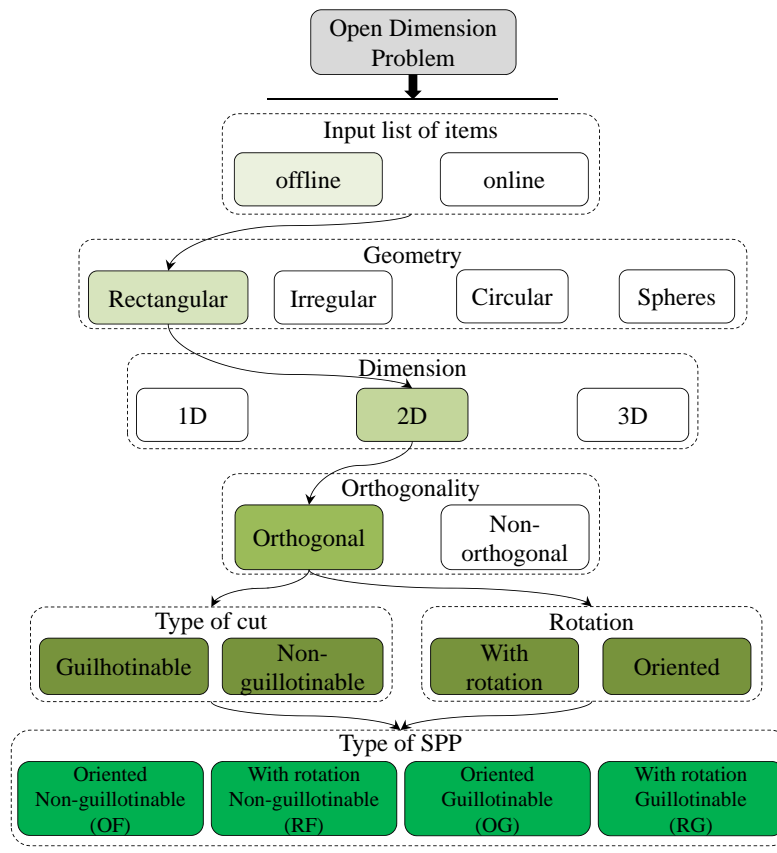 Open Dimension
Problem
Input list of items
offline
online
Geometry
Rectangular
Irregular
Circular
Spheres
Dimension
1D
2D
3D
Orthogonality
Orthogonal
Non-
orthogonal
Type of cut
Guilhotinable
Non-
guillotinable
Rotation
With
rotation
Oriented
Type of SPP
Oriented
Non-guillotinable
(OF)
With rotation
Non-guillotinable
(RF)
Oriented
Guillotinable
(OG)
With rotation
Guillotinable
(RG)